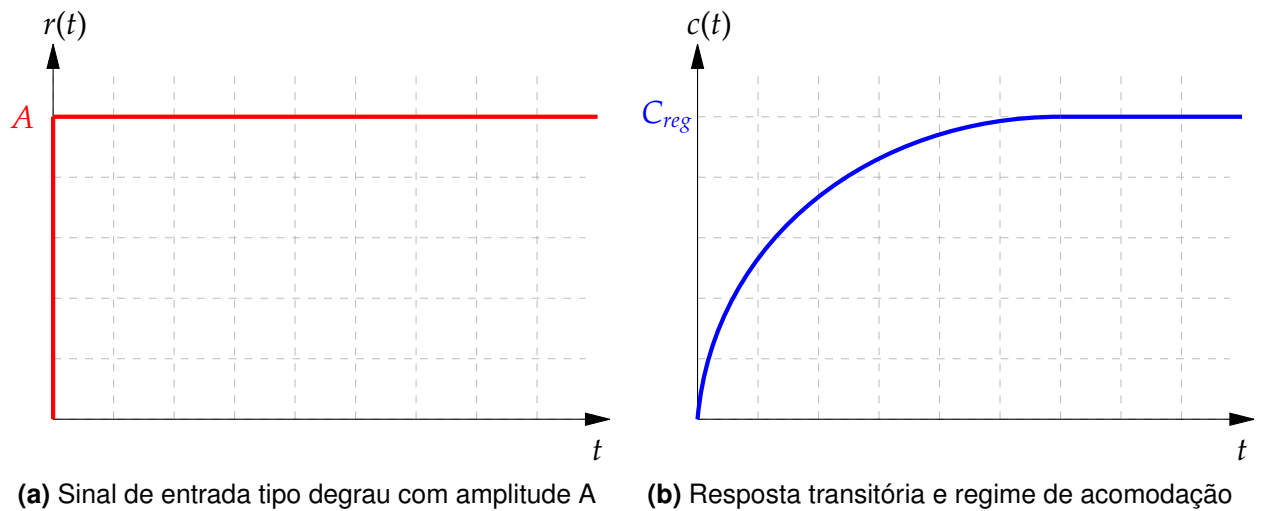 r(t)
A
t
(a) Sinal de entrada tipo degrau com amplitude A
c(t)
C_reg
t
(b) Resposta transitória e regime de acomodação